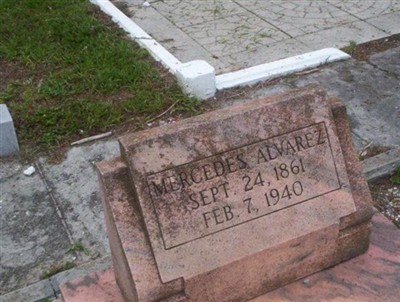 MERCEDES ALVAREZ
SEPT. 24, 1861
FEB. 7, 1940